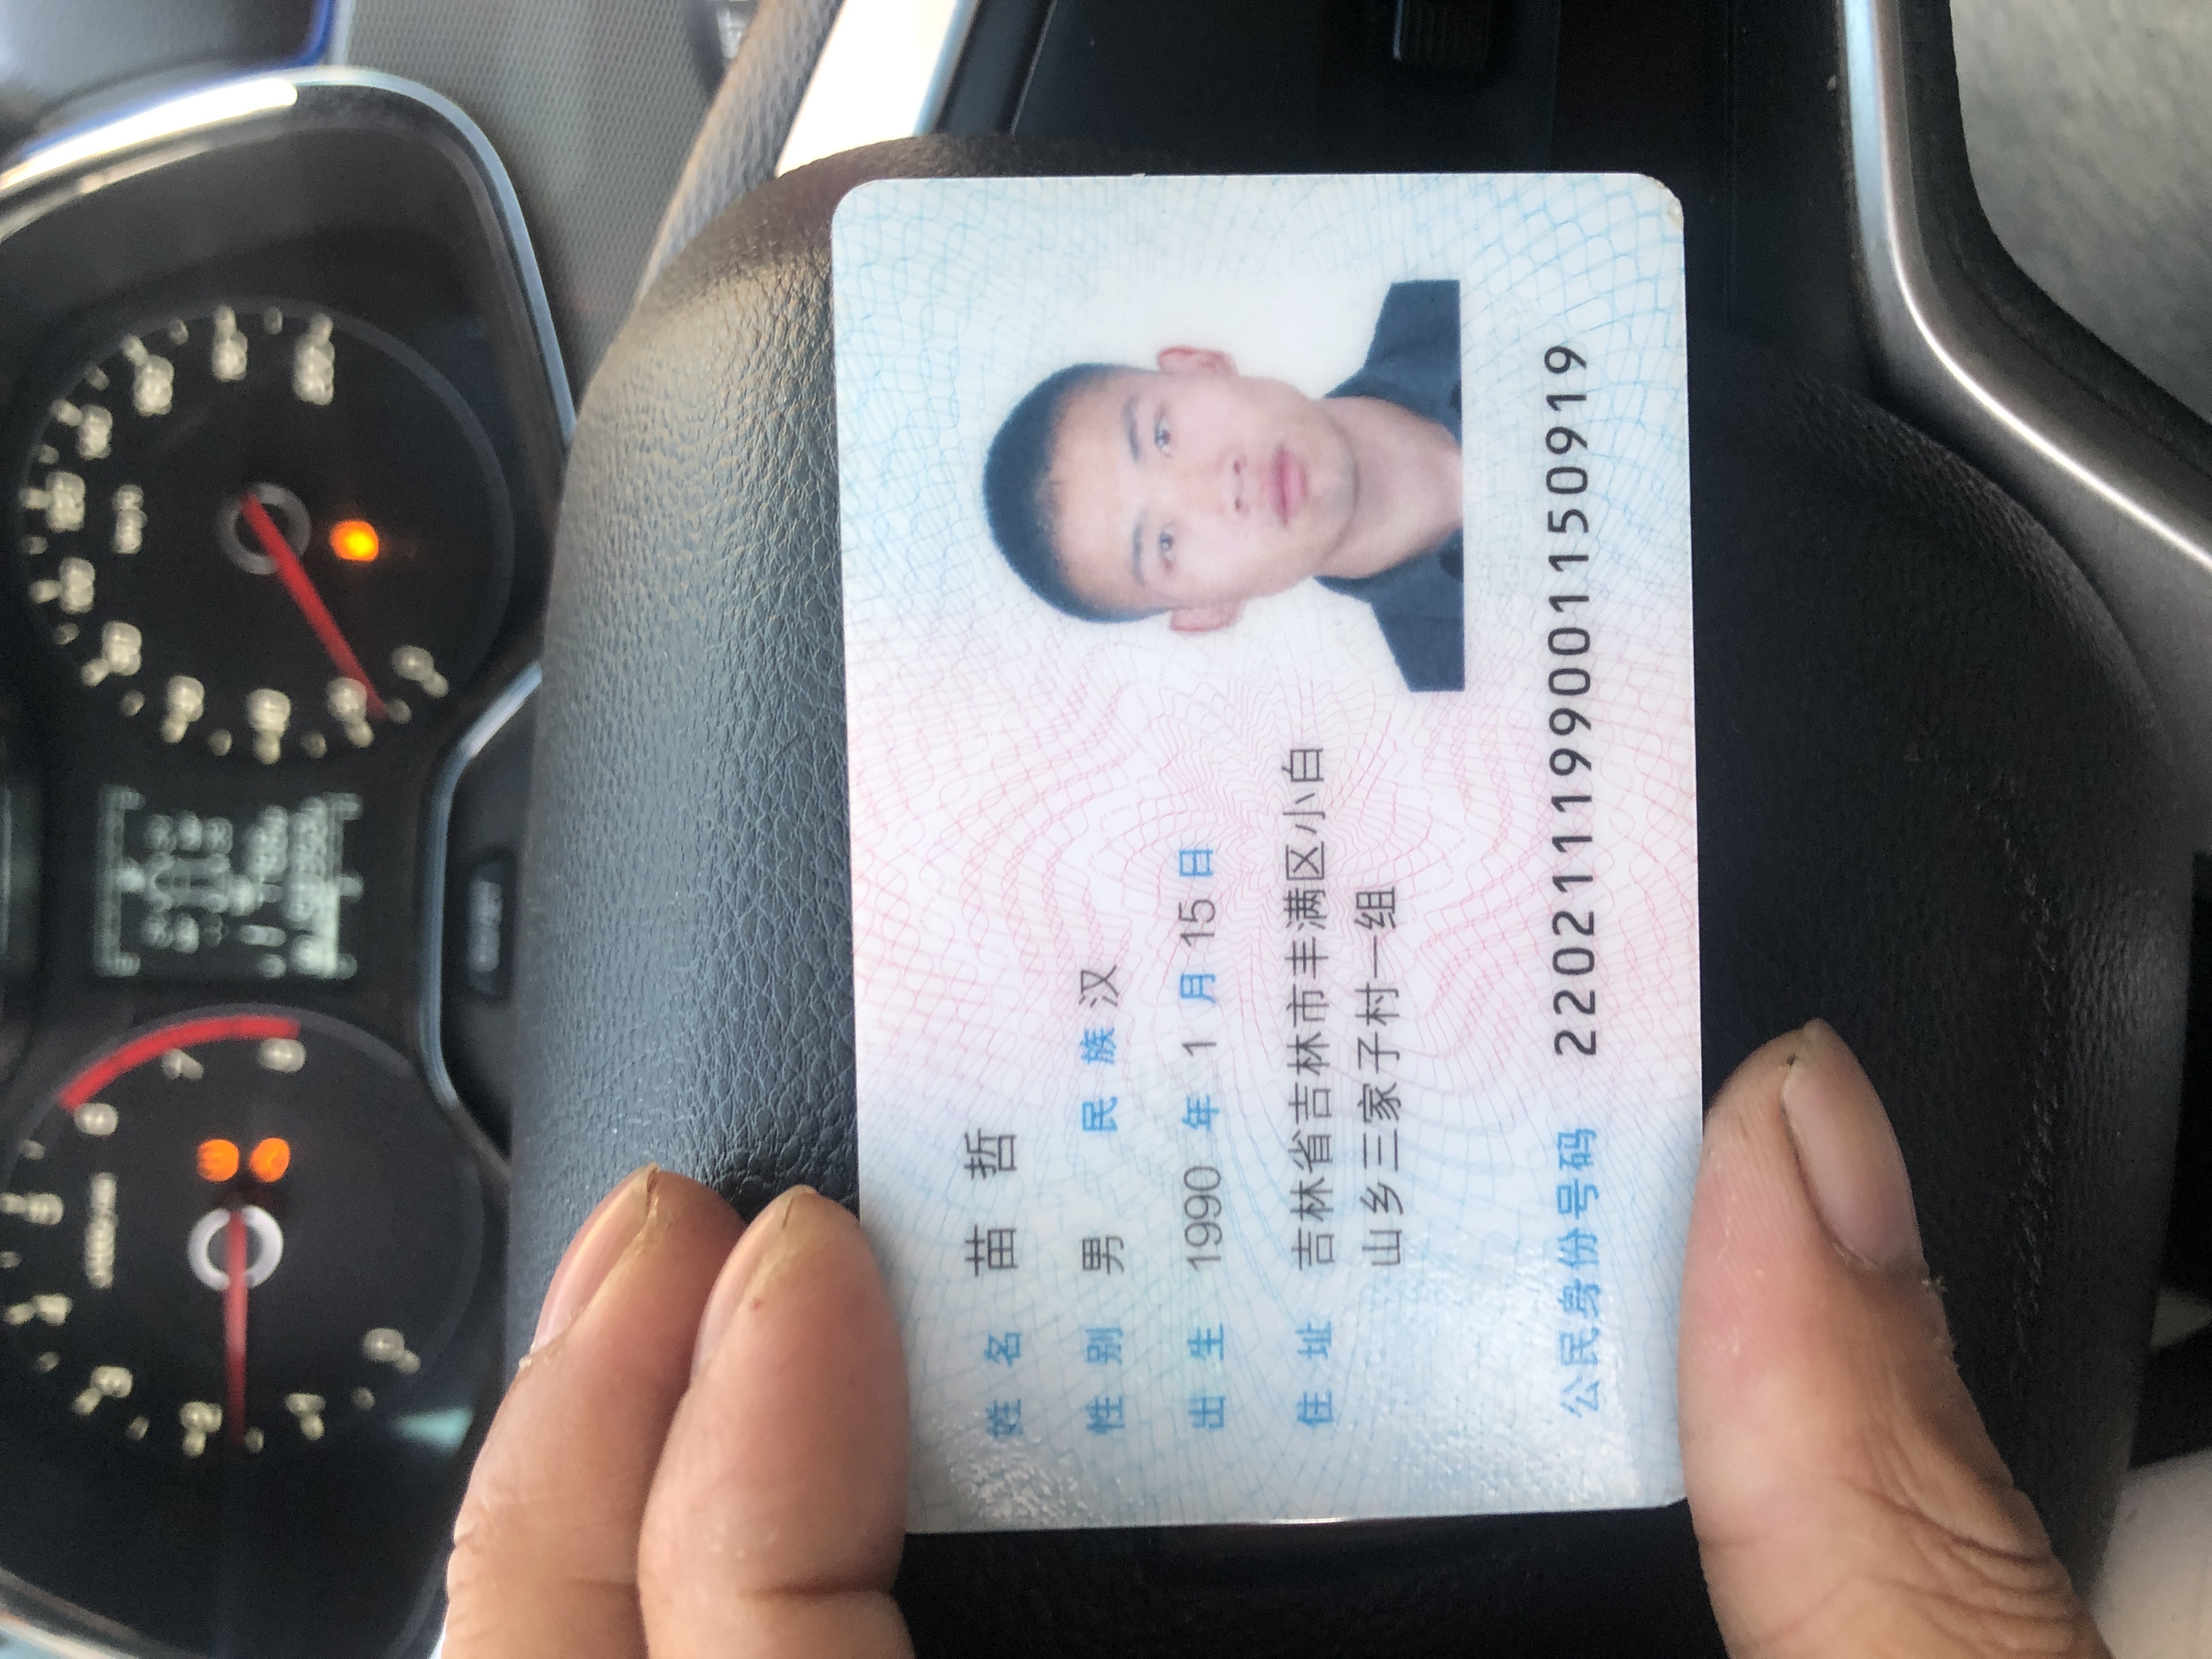 姓名 苗哲
性别 男 民族 汉
出生 1990 年 1 月 15 日
住址 吉林省吉林市丰满区小白
山乡三家子村一组
公民身份号码 220211199001150919